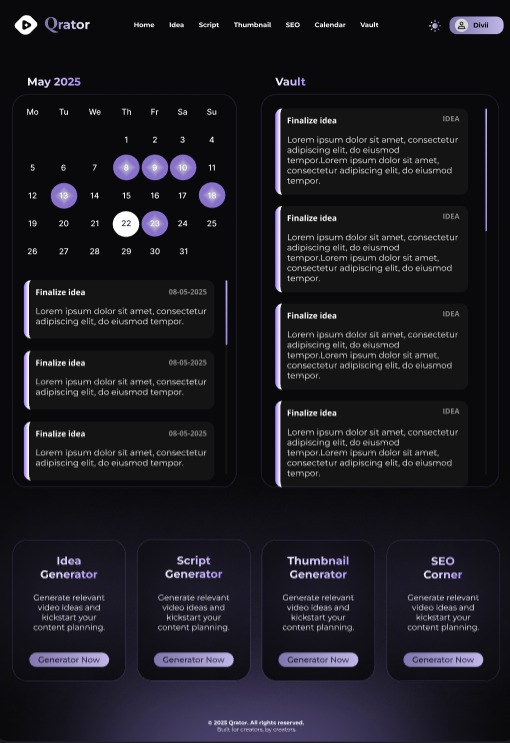 Qrator
Home Idea Script Thumbnail SEO Calendar Vault
Divii
May 2025
Mo Tu We Th Fr Sa Su
1 2 3 4
5 6 7 8 9 10 11
12 13 14 15 16 17 18
19 20 21 22 23 24 25
26 27 28 29 30 31
Finalize idea 08-05-2025
Lorem ipsum dolor sit amet, consectetur
adipiscing elit, do eiusmod tempor.
Finalize idea 08-05-2025
Lorem ipsum dolor sit amet, consectetur
adipiscing elit, do eiusmod tempor.
Finalize idea 08-05-2025
Lorem ipsum dolor sit amet, consectetur
adipiscing elit, do eiusmod tempor.
Vault
Finalize idea IDEA
Lorem ipsum dolor sit amet, consectetur
adipiscing elit, do eiusmod
tempor.Lorem ipsum dolor sit amet,
consectetur adipiscing elit, do eiusmod
tempor.
Finalize idea IDEA
Lorem ipsum dolor sit amet, consectetur
adipiscing elit, do eiusmod
tempor.Lorem ipsum dolor sit amet,
consectetur adipiscing elit, do eiusmod
tempor.
Finalize idea IDEA
Lorem ipsum dolor sit amet, consectetur
adipiscing elit, do eiusmod
tempor.Lorem ipsum dolor sit amet,
consectetur adipiscing elit, do eiusmod
tempor.
Finalize idea IDEA
Lorem ipsum dolor sit amet, consectetur
adipiscing elit, do eiusmod
tempor.Lorem ipsum dolor sit amet,
consectetur adipiscing elit, do eiusmod
tempor.
Idea
Generator
Generate relevant
video ideas and
kickstart your
content planning.
Generator Now
Script
Generator
Generate relevant
video ideas and
kickstart your
content planning.
Generator Now
Thumbnail
Generator
Generate relevant
video ideas and
kickstart your
content planning.
Generator Now
SEO
Corner
Generate relevant
video ideas and
kickstart your
content planning.
Generator Now
© 2025 Qrator. All rights reserved.
Built for creators, by creators.